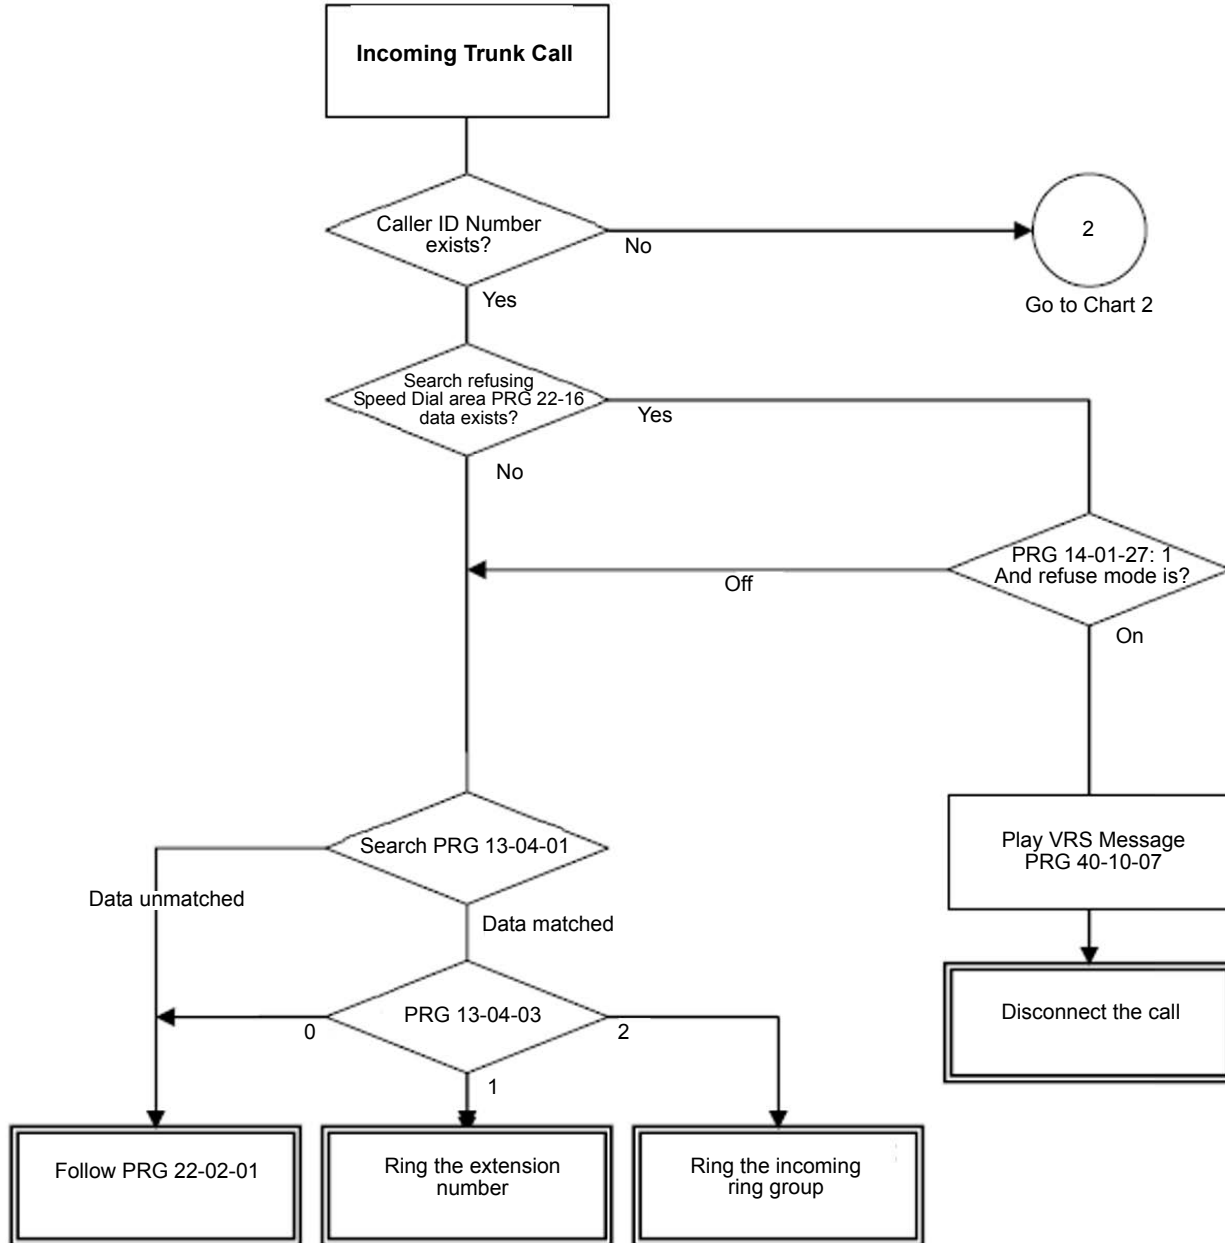 Incoming Trunk Call
Caller ID Number
exists?
No
2
Go to Chart 2
Yes
Search refusing
Speed Dial area PRG 22-16
data exists?
Yes
No
PRG 14-01-27: 1
And refuse mode is?
Off
On
Play VRS Message
PRG 40-10-07
Search PRG 13-04-01
Data unmatched
Data matched
Disconnect the call
PRG 13-04-03
0
2
1
Follow PRG 22-02-01
Ring the extension
number
Ring the incoming
ring group